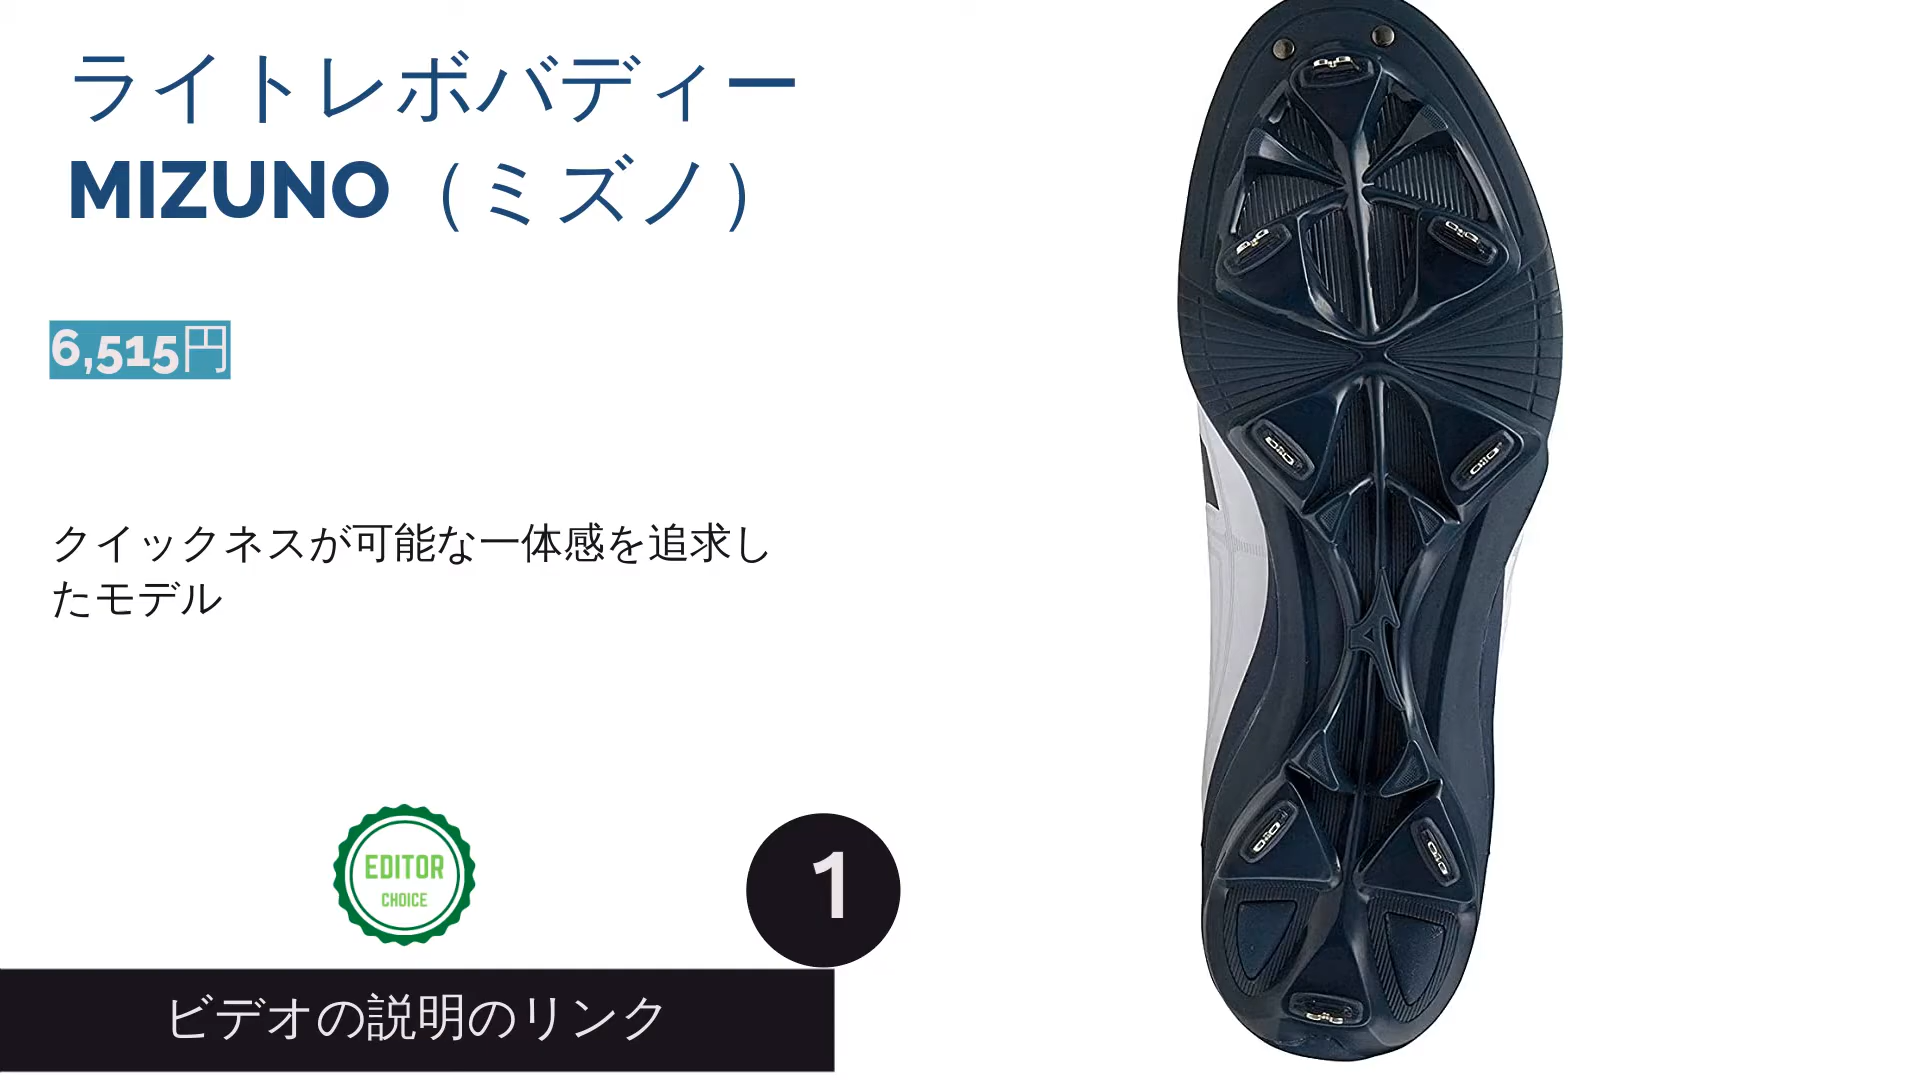 ライトレボバディー
MIZUNO（ミズノ）
6,515円
クイックネスが可能な一体感を追求し
たモデル
EDITOR
CHOICE
1
ビデオの説明のリンク